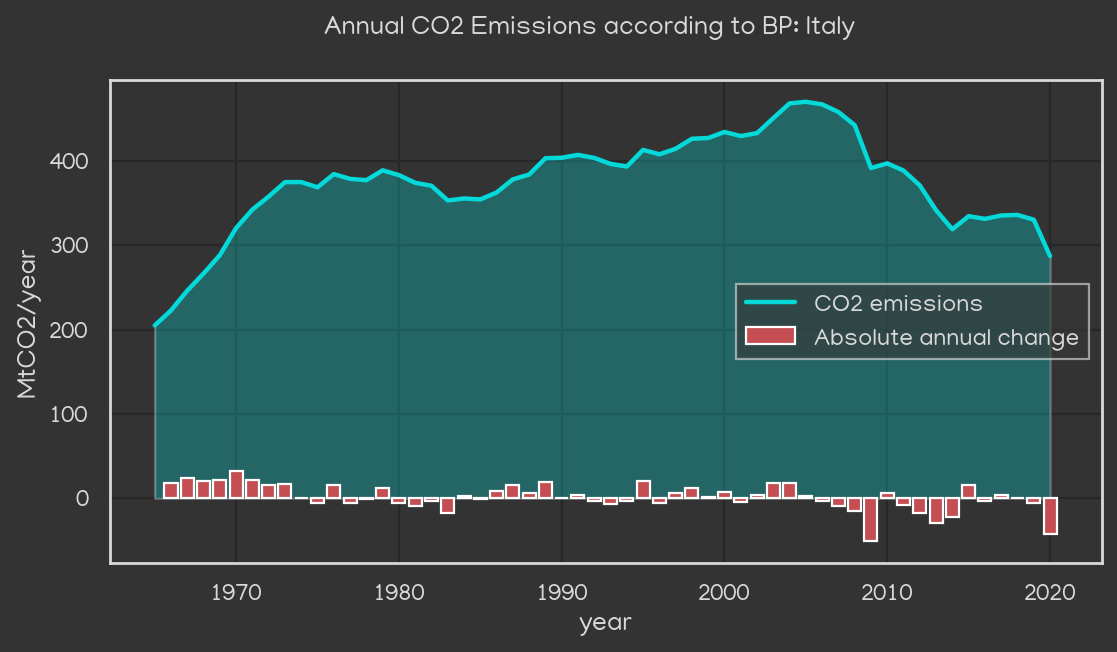 Annual CO2 Emissions according to BP: Italy
MtCO2/year
400
300
200
100
0
CO2 emissions
Absolute annual change
1970 1980 1990 2000 2010 2020
year